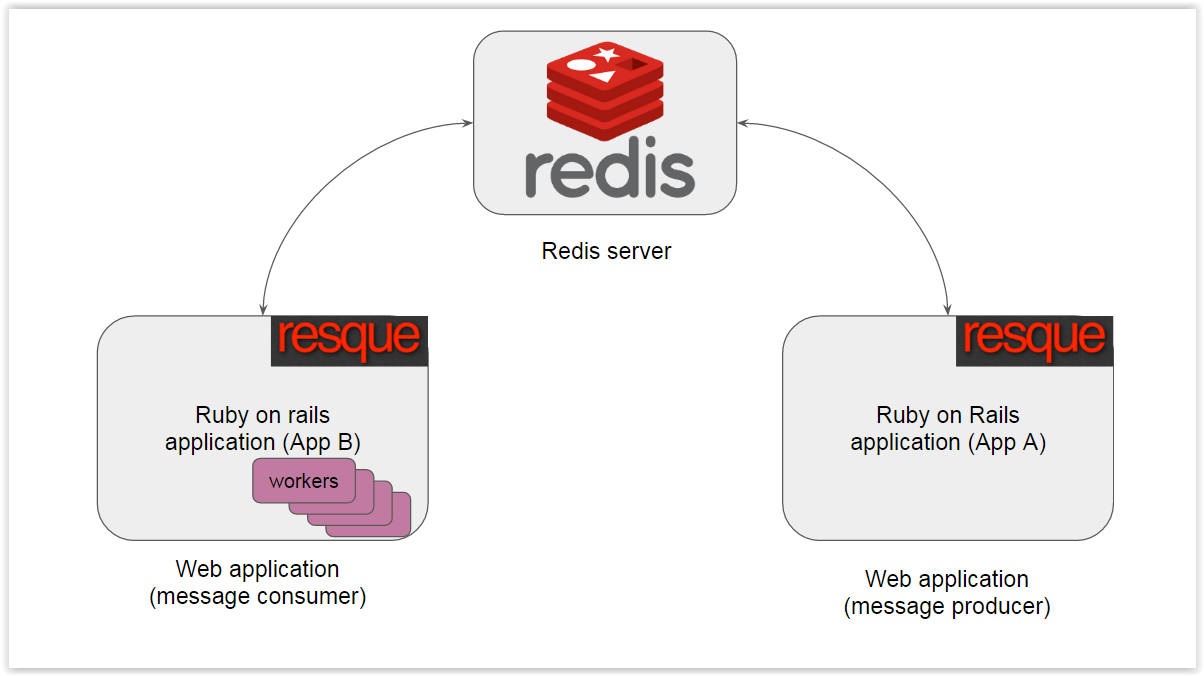 redis
Redis server
resque
Ruby on rails
application (App B)
workers
Web application
(message consumer)
resque
Ruby on Rails
application (App A)
Web application
(message producer)